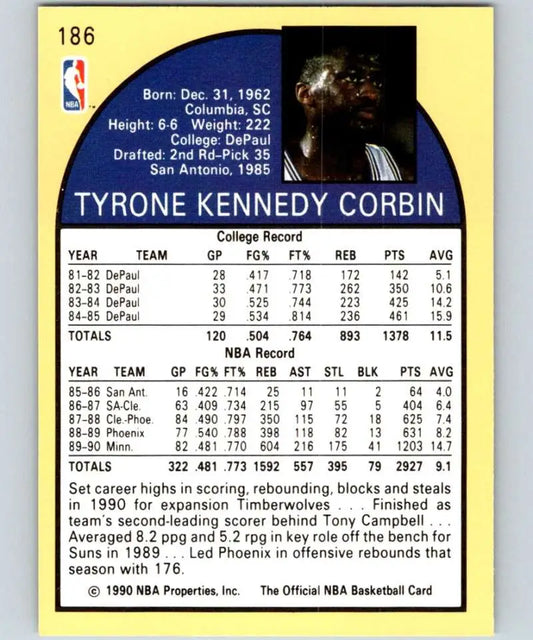 186
NBA
Born: Dec. 31, 1962
Columbia, SC
Height: 6-6 Weight: 222
College: DePaul
Drafted: 2nd Rd-Pick 35
San Antonio, 1985
TYRONE KENNEDY CORBIN
College Record
YEAR TEAM GP FG% FT% REB PTS AVG
81-82 DePaul 28 .417 .718 172 142 5.1
82-83 DePaul 33 .471 .773 262 350 10.6
83-84 DePaul 30 .525 .744 223 425 14.2
84-85 DePaul 29 .534 .814 236 461 15.9
TOTALS 120 .504 .764 893 1378 11.5
NBA Record
YEAR TEAM GP FG% FT% REB AST STL BLK PTS AVG
85-86 San Ant. 16 .422 .714 25 11 11 2 64 4.0
86-87 SA-Cle. 63 .409 .734 215 97 55 5 404 6.4
87-88 Cle.-Phoe. 84 .490 .797 350 115 72 18 625 7.4
88-89 Phoenix 77 .540 .788 398 118 82 13 631 8.2
89-90 Minn. 82 .481 .770 604 216 175 41 1203 14.7
TOTALS 322 .481 .773 1592 557 395 79 2927 9.1
Set career highs in scoring, rebounding, blocks and steals
in 1990 for expansion Timberwolves . . . Finished as
team's second-leading scorer behind Tony Campbell . . .
Averaged 8.2 ppg and 5.2 rpg in key role off the bench for
Suns in 1989 . . . Led Phoenix in offensive rebounds that
season with 176.
© 1990 NBA Properties, Inc. The Official NBA Basketball Card